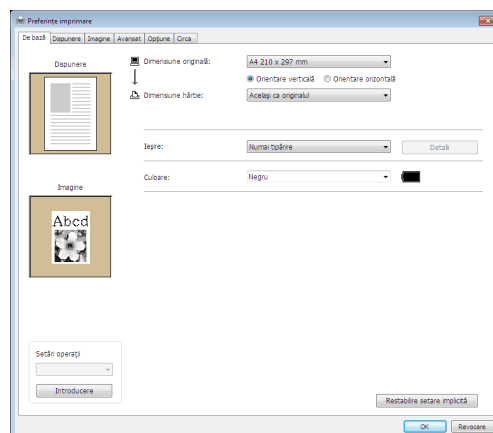 Preferințe imprimare
De bază Dispunere Imagine Avansat Opțiune Circa
Dispunere
Dimensiune originală: A4 210 x 297 mm
Orientare verticală Orientare orizontală
Dimensiune hârtie: Același ca originalul
Ieșire: Numai tipărire Detalii
Culoare: Negru
Imagine
Abcd
Setări operații
Introducere
Restabilire setare implicită
OK Revocare